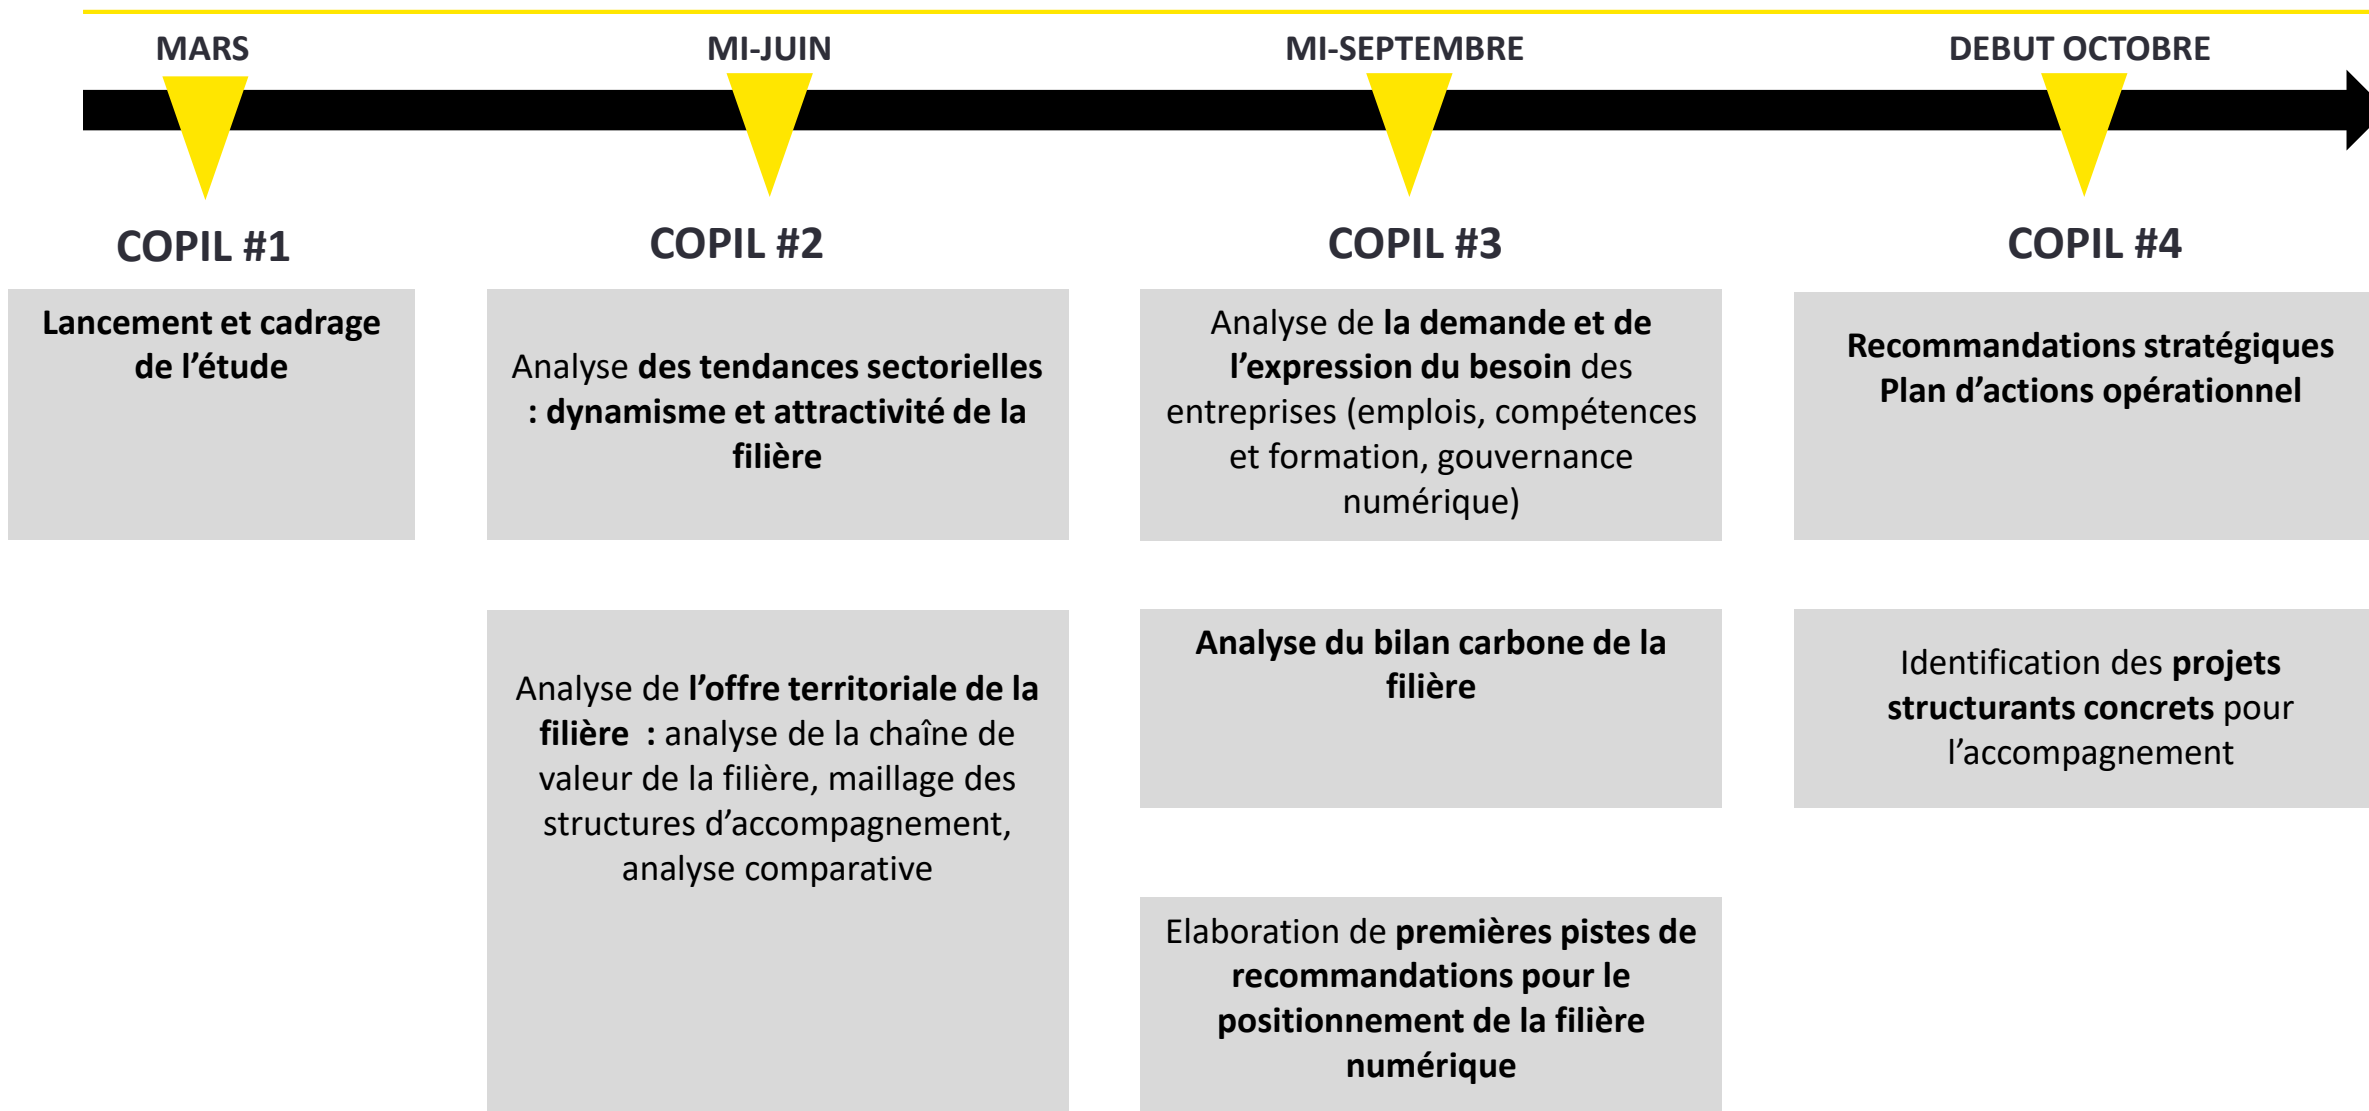 MARS
MI-JUIN
MI-SEPTEMBRE
DEBUT OCTOBRE
COPIL #1
COPIL #2
COPIL #3
COPIL #4
Lancement et cadrage
de l’étude
Analyse des tendances sectorielles
: dynamisme et attractivité de la
filière
Analyse de l’offre territoriale de la
filière : analyse de la chaîne de
valeur de la filière, maillage des
structures d’accompagnement,
analyse comparative
Analyse de la demande et de
l’expression du besoin des
entreprises (emplois, compétences
et formation, gouvernance
numérique)
Analyse du bilan carbone de la
filière
Elaboration de premières pistes de
recommandations pour le
positionnement de la filière
numérique
Recommandations stratégiques
Plan d’actions opérationnel
Identification des projets
structurants concrets pour
l’accompagnement